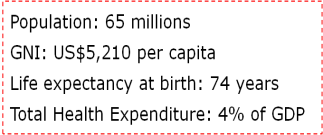 Population: 65 millions
GNI: US$5,210 per capita
Life expectancy at birth: 74 years
Total Health Expenditure: 4% of GDP